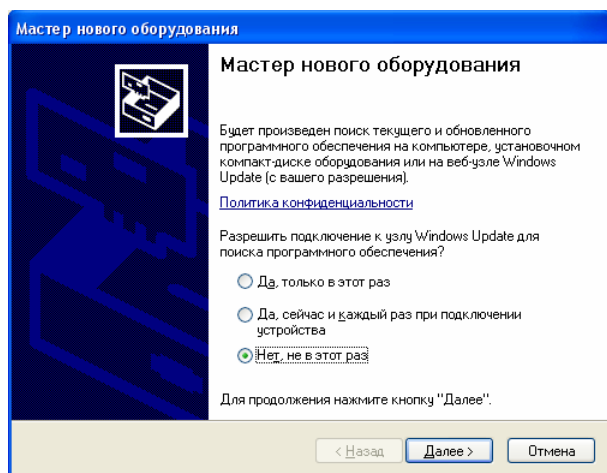 Мастер нового оборудования
Мастер нового оборудования
Будет произведен поиск текущего и обновленного
программного обеспечения на компьютере, установочном
компакт-диске оборудования или на веб-узле Windows
Update (с вашего разрешения).
Политика конфиденциальности
Разрешить подключение к узлу Windows Update для
поиска программного обеспечения?
Да, только в этот раз
Да, сейчас и каждый раз при подключении
устройства
Нет, не в этот раз
Для продолжения нажмите кнопку "Далее".
< Назад
Далее >
Отмена